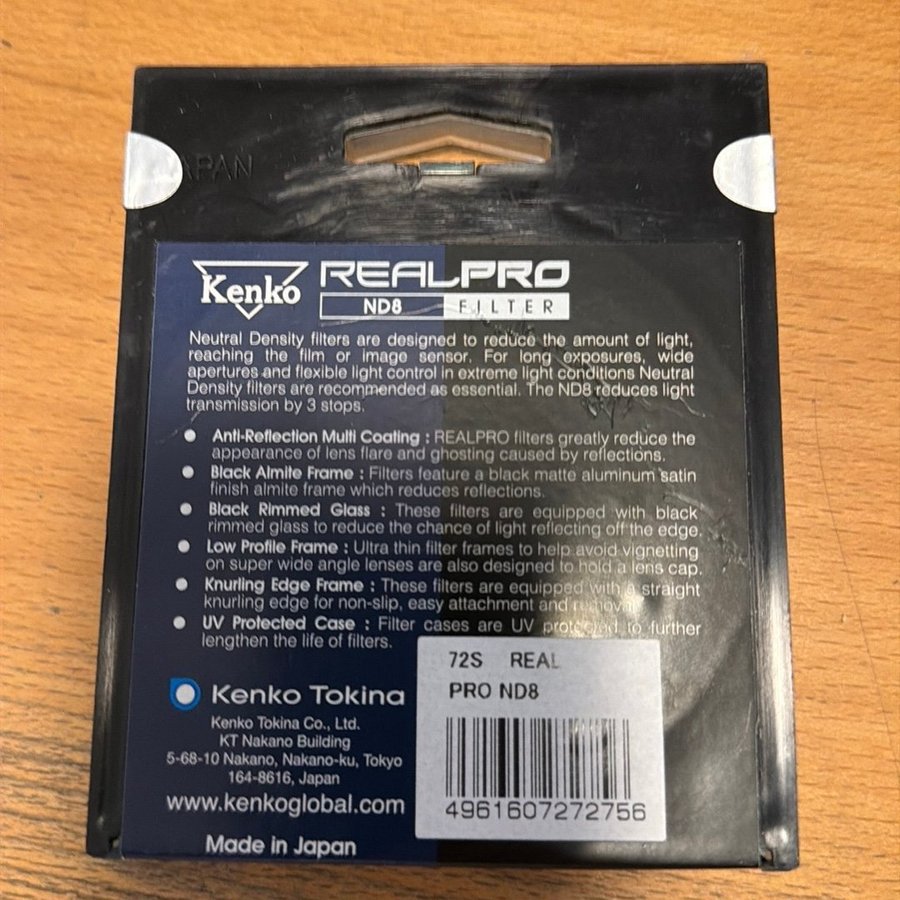 APAN
Kenko REALPRO
ND8 FILTER
Neutral Density filters are designed to reduce the amount of light,
reaching the film or image sensor. For long exposures, wide
apertures and flexible light control in extreme light conditions Neutral
Density filters are recommended as essential. The ND8 reduces light
transmission by 3 stops.
● Anti-Reflection Multi Coating : REALPRO filters greatly reduce the
appearance of lens flare and ghosting caused by reflections.
● Black Almite Frame : Filters feature a black matte aluminum satin
finish almite frame which reduces reflections.
● Black Rimmed Glass : These filters are equipped with black
rimmed glass to reduce the chance of light reflecting off the edge.
● Low Profile Frame : Ultra thin filter frames to help avoid vignetting
on super wide angle lenses are also designed to hold a lens cap.
● Knurling Edge Frame : These filters are equipped with a straight
knurling edge for non-slip, easy attachment and removal.
● UV Protected Case : Filter cases are UV protected to further
lengthen the life of filters.
72S REAL
PRO ND8
4961607272756
Kenko Tokina
Kenko Tokina Co., Ltd.
KT Nakano Building
5-68-10 Nakano, Nakano-ku, Tokyo
164-8616, Japan
www.kenkoglobal.com
Made in Japan